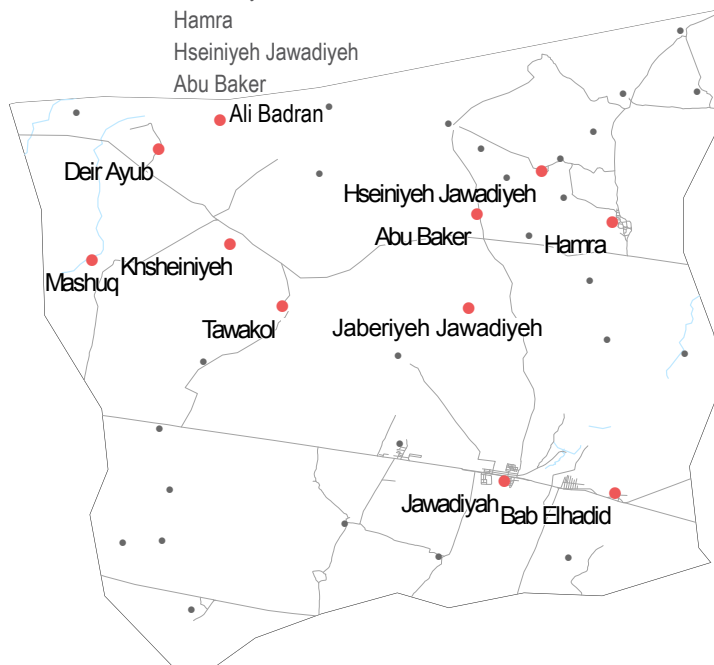 Hamra
Hseiniyeh Jawadiyeh
Abu Baker
Ali Badran
Deir Ayub
Hseiniyeh Jawadiyeh
Abu Baker
Hamra
Khsheiniyeh
Mashuq
Tawakol
Jaberiyeh Jawadiyeh
Jawadiyah
Bab Elhadid